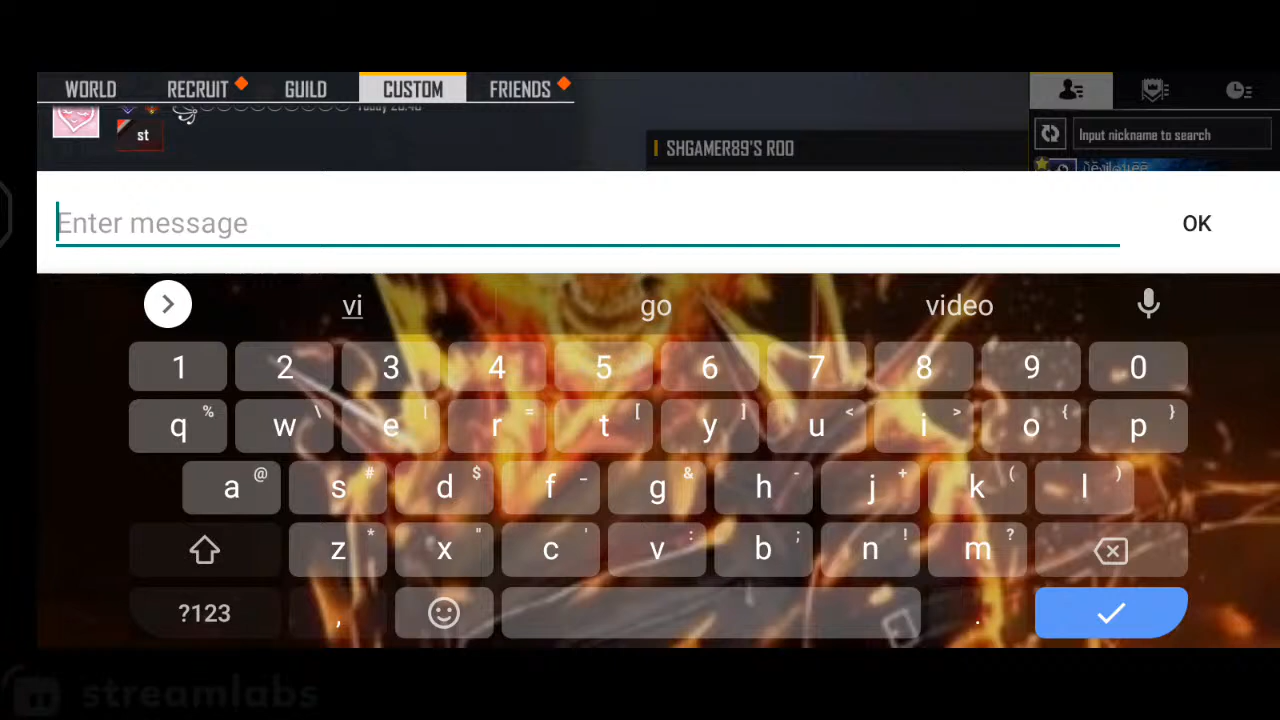 WORLD RECRUIT GUILD CUSTOM FRIENDS
Today
st
Input nickname to search
SHGAMER89'S ROO
Enter message
OK
vi go video
1 2 3 4 5 6 7 8 9 0
q % w \ e | r = t [ y ] u < i > o { p }
a @ s # d $ f _ g & h - j + k ( l )
z * x " c ' v : b ; n ! m ?
?123 , .
streamlabs